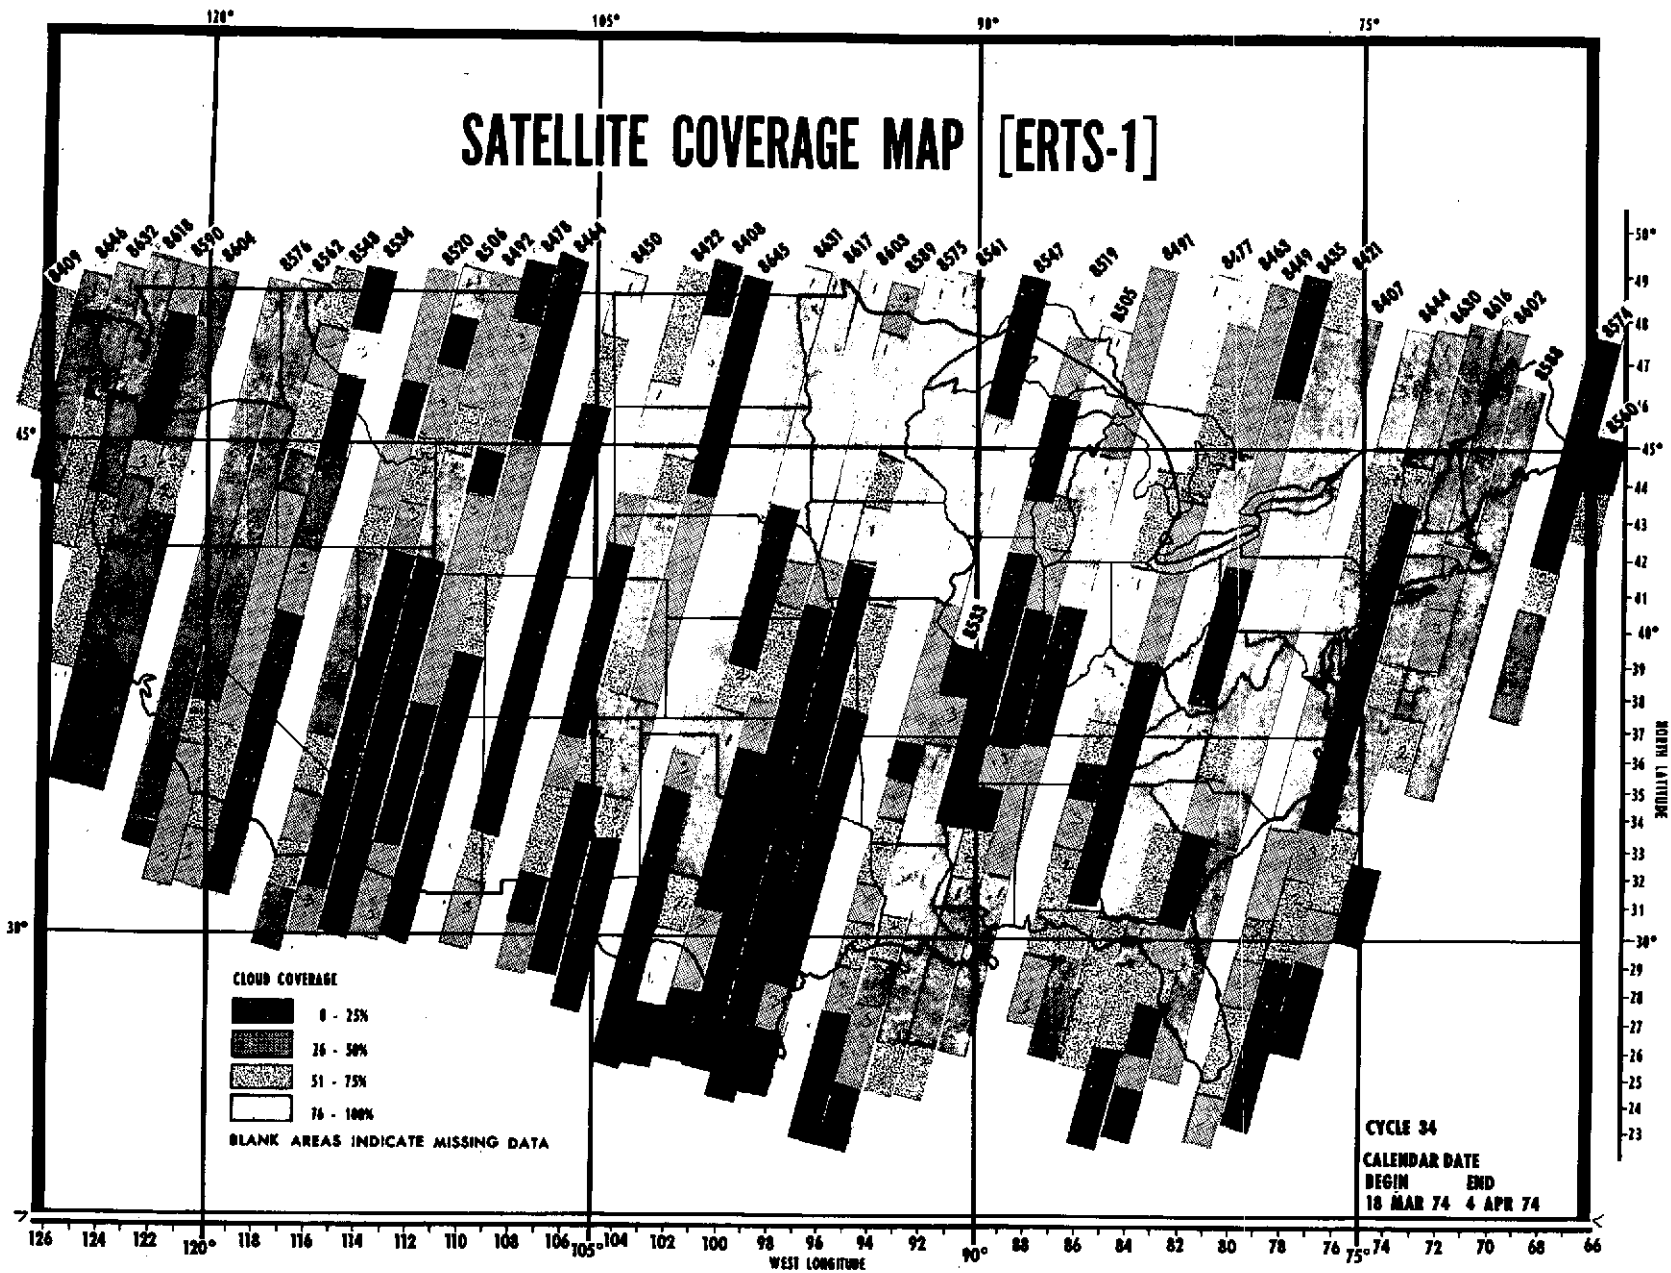 120° 105° 90° 75°
SATELLITE COVERAGE MAP [ERTS-1]
8409 8646 8632 8618 8590 8604 8576 8562 8548 8534 8520 8506 8492 8478 8464 8450 8422 8408 8645 8631 8617 8603 8589 8575 8561 8547 8519 8505 8491 8477 8463 8449 8435 8421 8407 8644 8630 8616 8602 8588 8574 8560
8533
50°
49
48
47
46
45° 45° 45°
44
43
42
41
40°
39
38
37
36
35
34
33
32
31
30° 30° 30°
29
28
27
26
25
24
23
NORTH LATITUDE
CLOUD COVERAGE
0 - 25%
26 - 50%
51 - 75%
76 - 100%
BLANK AREAS INDICATE MISSING DATA
CYCLE 34
CALENDAR DATE
BEGIN END
18 MAR 74 4 APR 74
126 124 122 120° 118 116 114 112 110 108 106 105° 104 102 100 98 96 94 92 90° 88 86 84 82 80 78 76 75° 74 72 70 68 66
WEST LONGITUDE